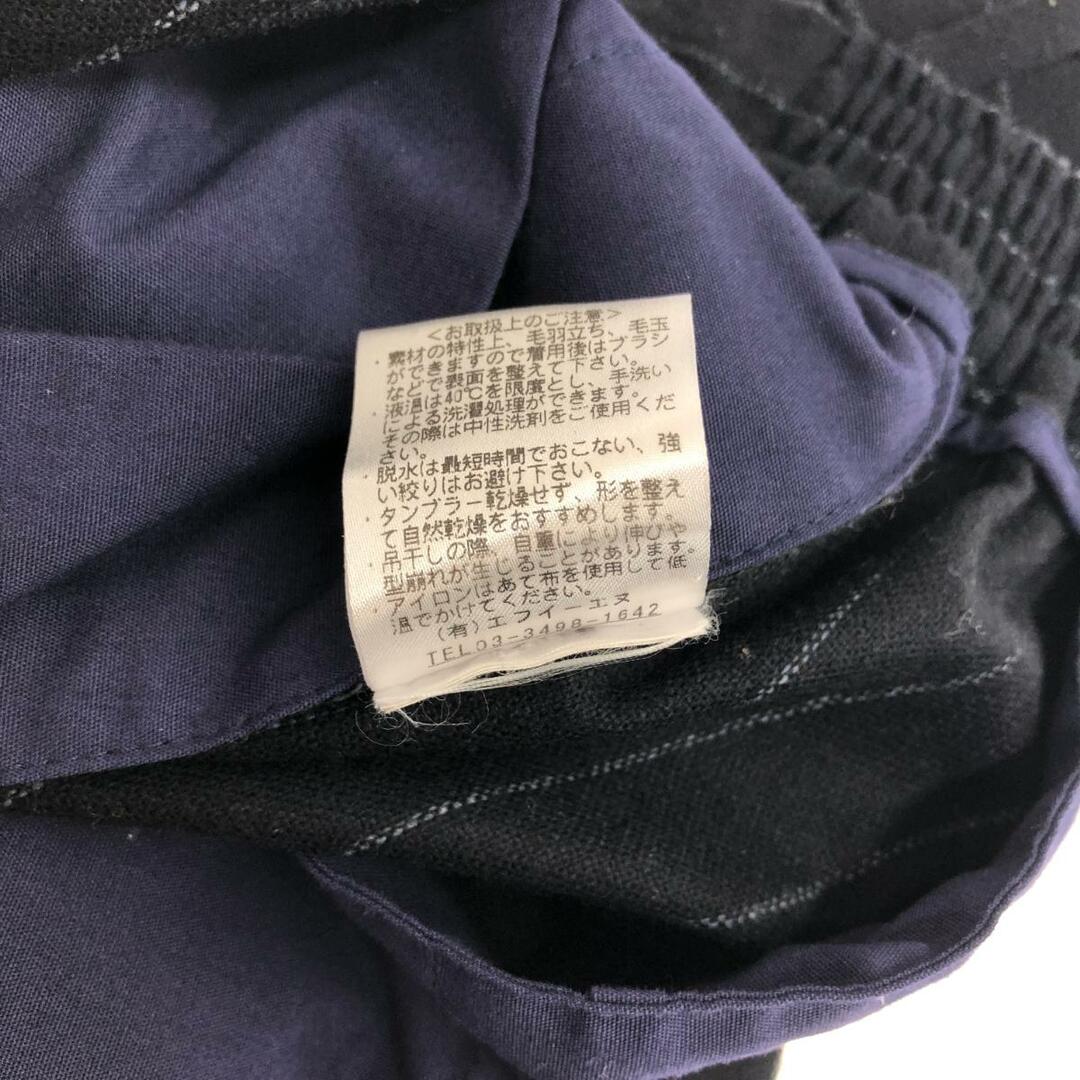 ＜お取扱上のご注意＞
・素材の特性上、毛羽立ち、毛玉
ができますので着用後はブラシ
などで表面を整えて下さい。
・液温は40℃を限度とし、手洗い
による洗濯処理ができます。
その際は中性洗剤をご使用くだ
さい。
・脱水は最短時間でおこない、強
い絞りはお避け下さい。
・タンブラー乾燥せず、形を整え
て自然乾燥をおすすめします。
吊干しの際、自重により伸びや
型崩れが生じることがあります。
・アイロンはあて布を使用して低
温でかけてください。
(有)エフイーエヌ
TEL03-3498-1642